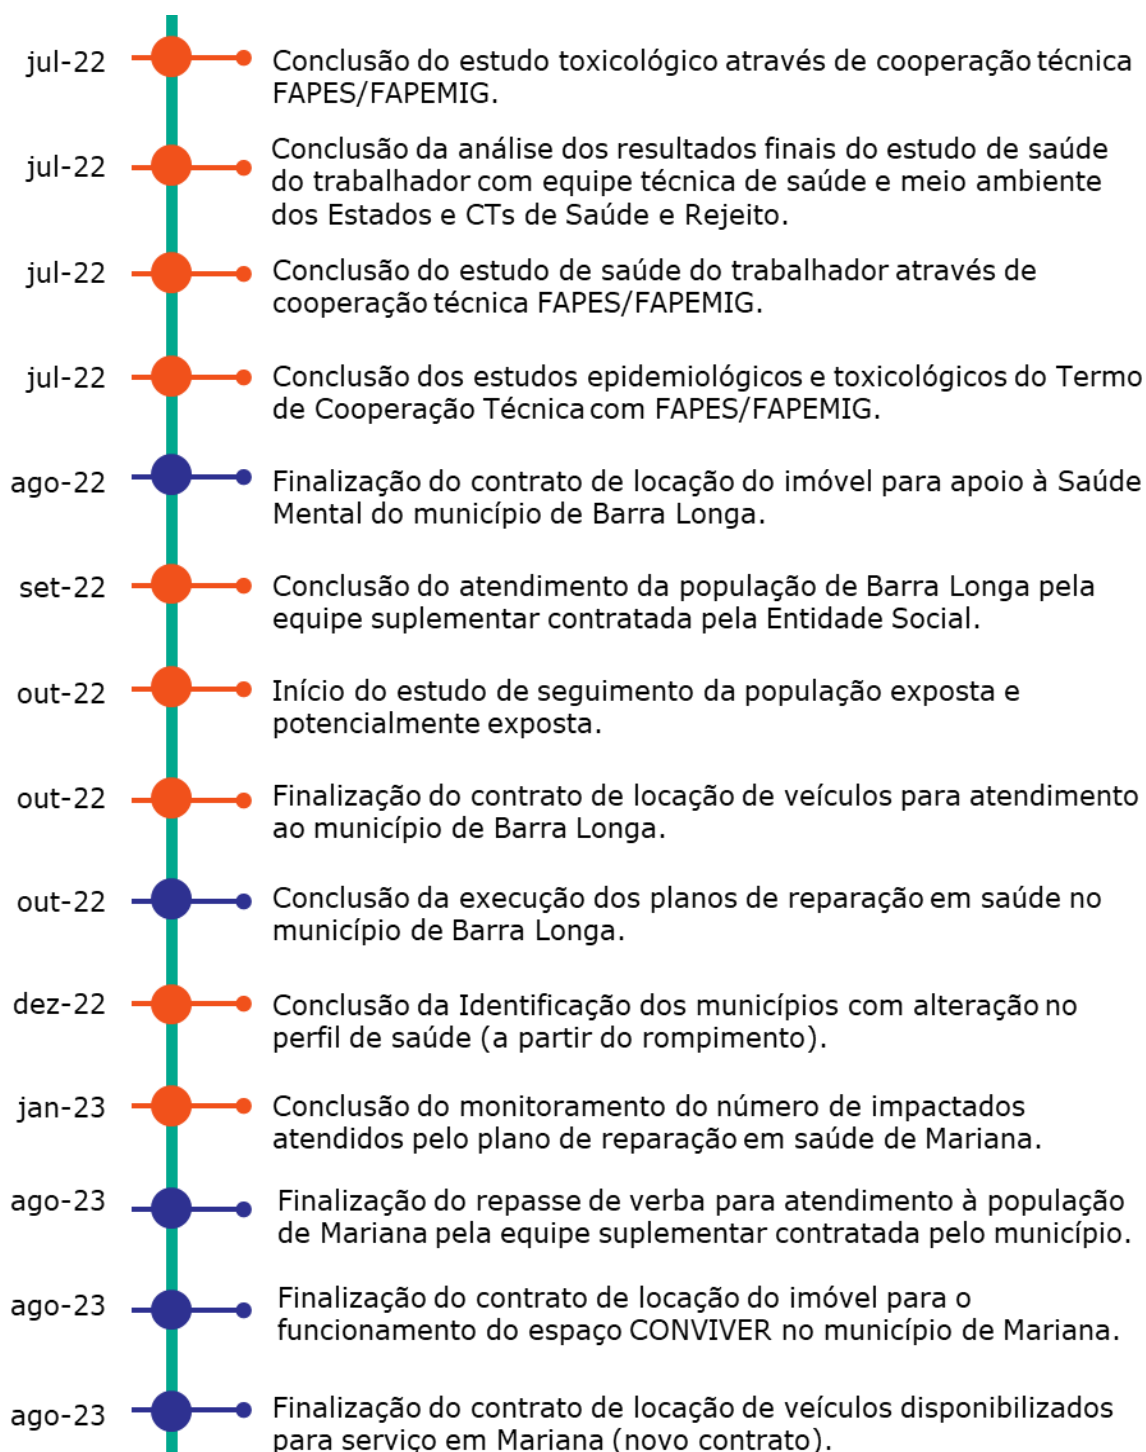 jul-22
Conclusão do estudo toxicológico através de cooperação técnica
FAPES/FAPEMIG.
jul-22
Conclusão da análise dos resultados finais do estudo de saúde
do trabalhador com equipe técnica de saúde e meio ambiente
dos Estados e CTs de Saúde e Rejeito.
jul-22
Conclusão do estudo de saúde do trabalhador através de
cooperação técnica FAPES/FAPEMIG.
jul-22
Conclusão dos estudos epidemiológicos e toxicológicos do Termo
de Cooperação Técnica com FAPES/FAPEMIG.
ago-22
Finalização do contrato de locação do imóvel para apoio à Saúde
Mental do município de Barra Longa.
set-22
Conclusão do atendimento da população de Barra Longa pela
equipe suplementar contratada pela Entidade Social.
out-22
Início do estudo de seguimento da população exposta e
potencialmente exposta.
out-22
Finalização do contrato de locação de veículos para atendimento
ao município de Barra Longa.
out-22
Conclusão da execução dos planos de reparação em saúde no
município de Barra Longa.
dez-22
Conclusão da Identificação dos municípios com alteração no
perfil de saúde (a partir do rompimento).
jan-23
Conclusão do monitoramento do número de impactados
atendidos pelo plano de reparação em saúde de Mariana.
ago-23
Finalização do repasse de verba para atendimento à população
de Mariana pela equipe suplementar contratada pelo município.
ago-23
Finalização do contrato de locação do imóvel para o
funcionamento do espaço CONVIVER no município de Mariana.
ago-23
Finalização do contrato de locação de veículos disponibilizados
para serviço em Mariana (novo contrato).